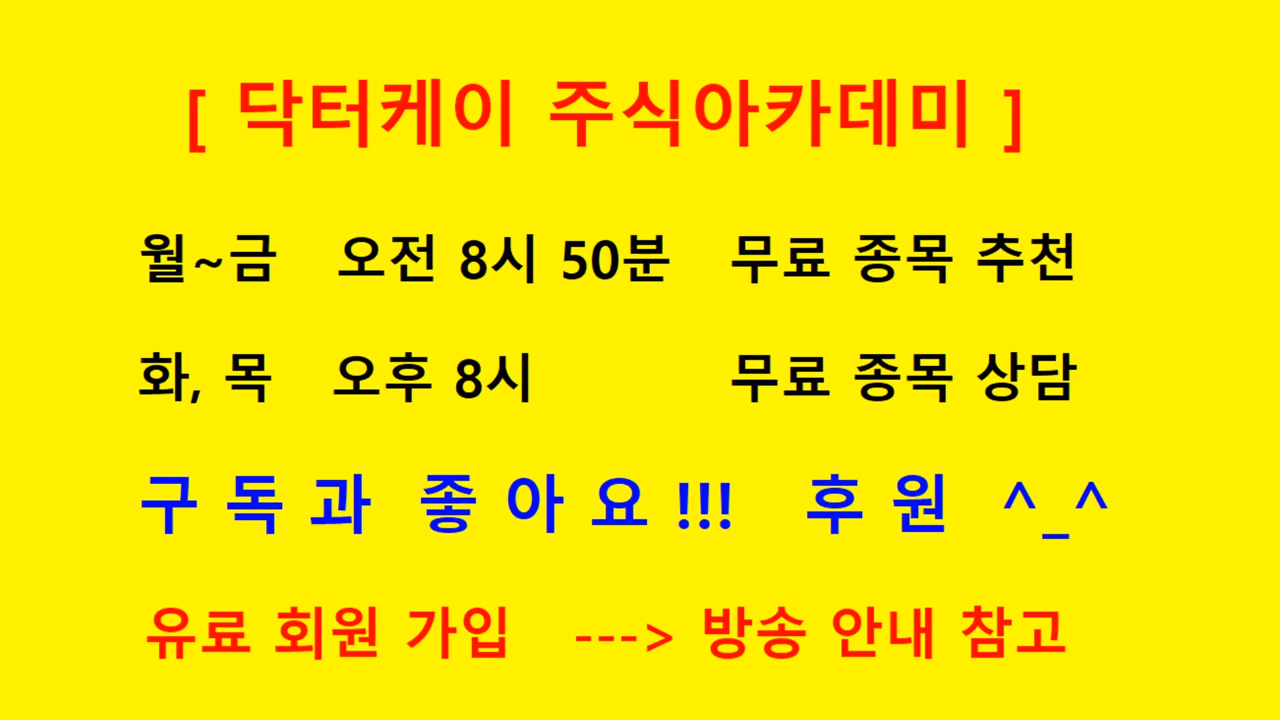 [ 닥터케이 주식아카데미 ]
월~금 오전 8시 50분 무료 종목 추천
화, 목 오후 8시 무료 종목 상담
구 독 과 좋 아 요 !!! 후 원 ^_^
유료 회원 가입 ---> 방송 안내 참고